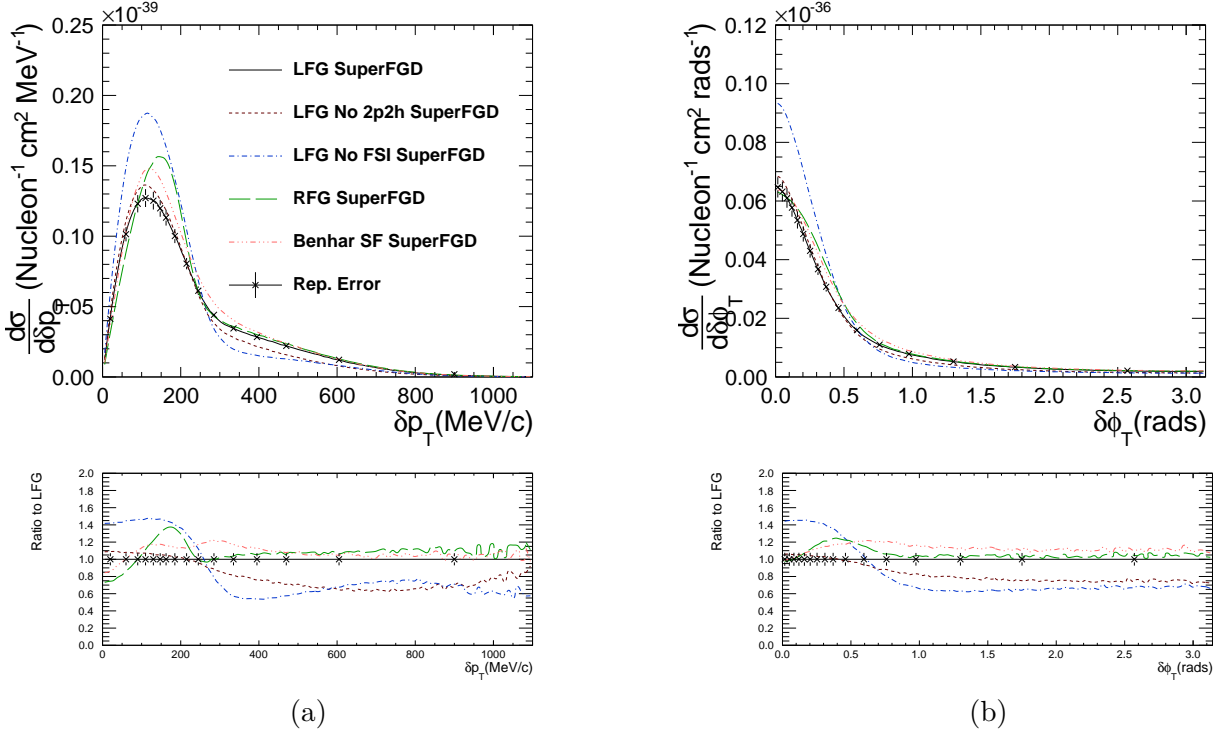 ×10⁻³⁹
dσ/dδp_T (Nucleon⁻¹ cm² MeV⁻¹)
0.25
0.20
0.15
0.10
0.05
0.00
LFG SuperFGD
LFG No 2p2h SuperFGD
LFG No FSI SuperFGD
RFG SuperFGD
Benhar SF SuperFGD
Rep. Error
0 200 400 600 800 1000
δp_T(MeV/c)
Ratio to LFG
2.0
1.8
1.6
1.4
1.2
1.0
0.8
0.6
0.4
0.2
0.0
0 200 400 600 800 1000
δp_T(MeV/c)
(a)
×10⁻³⁶
dσ/dδϕ_T (Nucleon⁻¹ cm² rads⁻¹)
0.12
0.10
0.08
0.06
0.04
0.02
0.00
0.0 0.5 1.0 1.5 2.0 2.5 3.0
δϕ_T(rads)
Ratio to LFG
2.0
1.8
1.6
1.4
1.2
1.0
0.8
0.6
0.4
0.2
0.0
0.0 0.5 1.0 1.5 2.0 2.5 3.0
δϕ_T(rads)
(b)